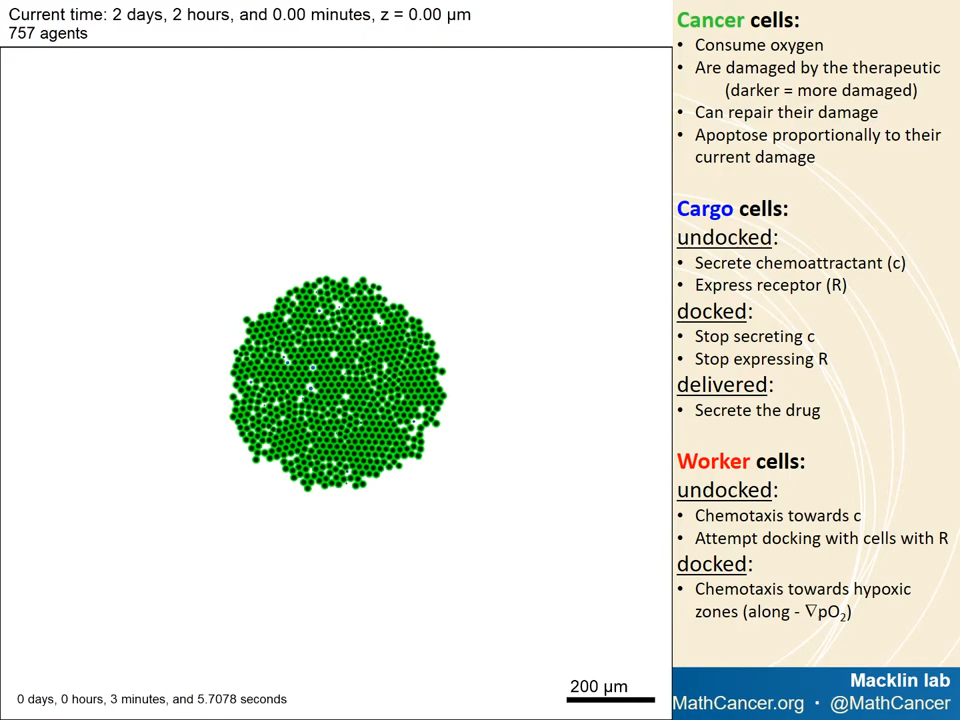 Current time: 2 days, 2 hours, and 0.00 minutes, z = 0.00 μm
757 agents
Cancer cells:
• Consume oxygen
• Are damaged by the therapeutic
(darker = more damaged)
• Can repair their damage
• Apoptose proportionally to their
current damage
Cargo cells:
undocked:
• Secrete chemoattractant (c)
• Express receptor (R)
docked:
• Stop secreting c
• Stop expressing R
delivered:
• Secrete the drug
Worker cells:
undocked:
• Chemotaxis towards c
• Attempt docking with cells with R
docked:
• Chemotaxis towards hypoxic
zones (along - ∇pO₂)
200 μm
0 days, 0 hours, 3 minutes, and 5.7078 seconds
Macklin lab
MathCancer.org · @MathCancer